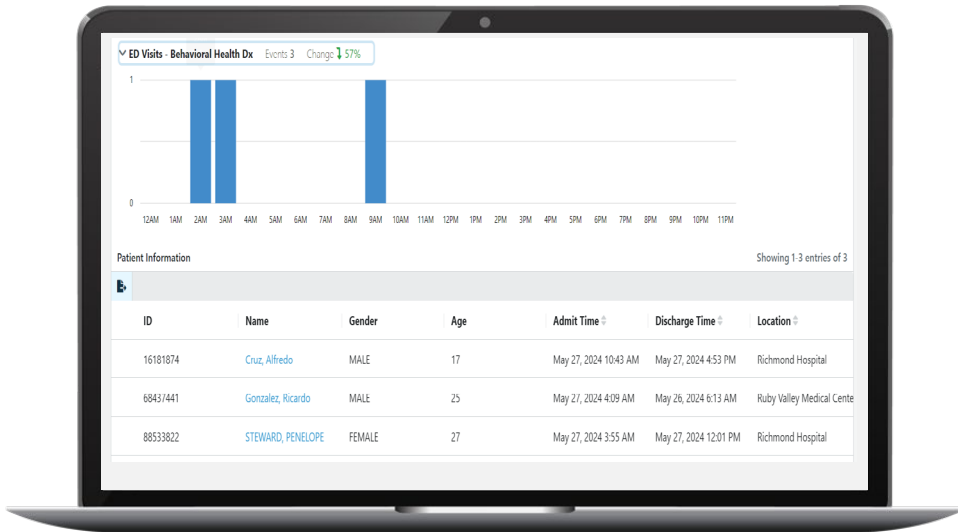 ED Visits - Behavioral Health Dx Events 3 Change 57%
1
0
12AM 1AM 2AM 3AM 4AM 5AM 6AM 7AM 8AM 9AM 10AM 11AM 12PM 1PM 2PM 3PM 4PM 5PM 6PM 7PM 8PM 9PM 10PM 11PM
Patient Information Showing 1-3 entries of 3
ID Name Gender Age Admit Time Discharge Time Location
16181874 Cruz, Alfredo MALE 17 May 27, 2024 10:43 AM May 27, 2024 4:53 PM Richmond Hospital
68437441 Gonzalez, Ricardo MALE 25 May 27, 2024 4:09 AM May 26, 2024 6:13 AM Ruby Valley Medical Cente
88533822 STEWARD, PENELOPE FEMALE 27 May 27, 2024 3:55 AM May 27, 2024 12:01 PM Richmond Hospital